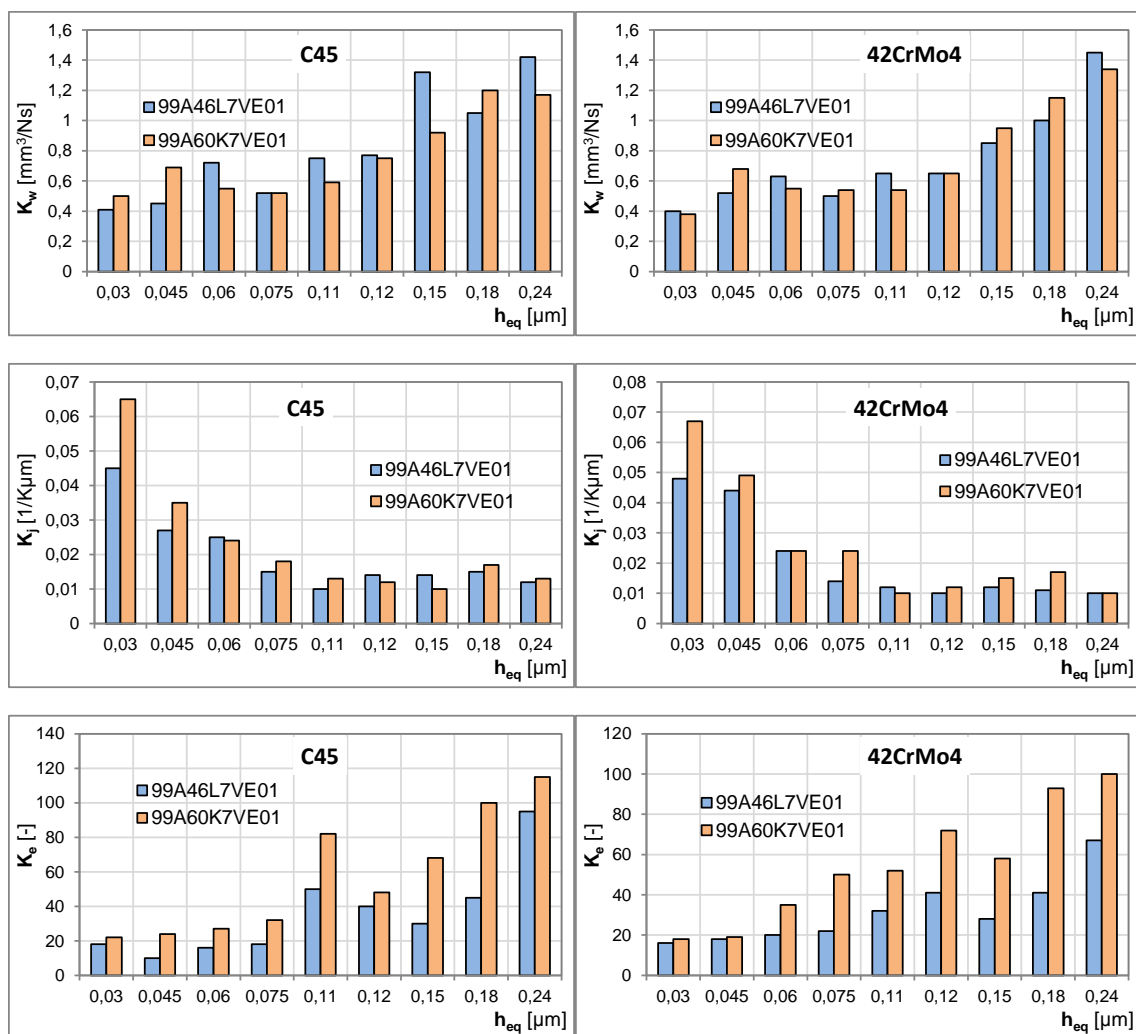 C45
K_w [mm³/Ns]
1,6
1,4
1,2
1
0,8
0,6
0,4
0,2
0
99A46L7VE01
99A60K7VE01
0,03 0,045 0,06 0,075 0,11 0,12 0,15 0,18 0,24
h_eq [µm]
42CrMo4
K_w [mm³/Ns]
1,6
1,4
1,2
1
0,8
0,6
0,4
0,2
0
99A46L7VE01
99A60K7VE01
0,03 0,045 0,06 0,075 0,11 0,12 0,15 0,18 0,24
h_eq [µm]
C45
K_j [1/Kµm]
0,07
0,06
0,05
0,04
0,03
0,02
0,01
0
99A46L7VE01
99A60K7VE01
0,03 0,045 0,06 0,075 0,11 0,12 0,15 0,18 0,24
h_eq [µm]
42CrMo4
K_j [1/Kµm]
0,08
0,07
0,06
0,05
0,04
0,03
0,02
0,01
0
99A46L7VE01
99A60K7VE01
0,03 0,045 0,06 0,075 0,11 0,12 0,15 0,18 0,24
h_eq [µm]
C45
K_e [-]
140
120
100
80
60
40
20
0
99A46L7VE01
99A60K7VE01
0,03 0,045 0,06 0,075 0,11 0,12 0,15 0,18 0,24
h_eq [µm]
42CrMo4
K_e [-]
120
100
80
60
40
20
0
99A46L7VE01
99A60K7VE01
0,03 0,045 0,06 0,075 0,11 0,12 0,15 0,18 0,24
h_eq [µm]